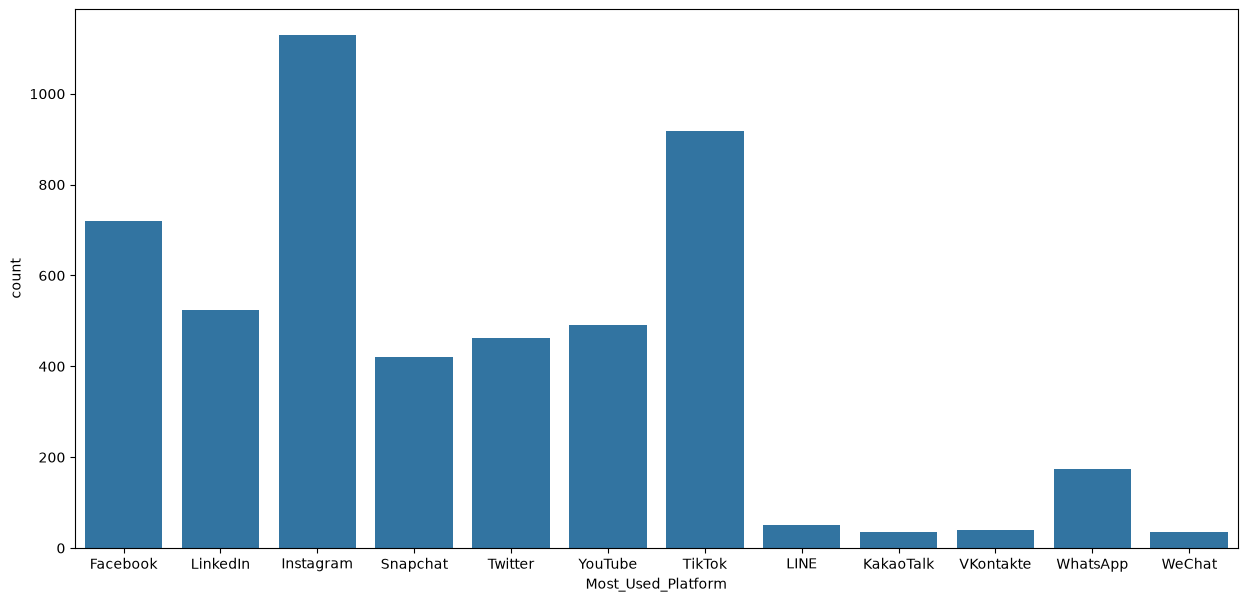 count
1000
800
600
400
200
0
Facebook LinkedIn Instagram Snapchat Twitter YouTube TikTok LINE KakaoTalk VKontakte WhatsApp WeChat
Most_Used_Platform